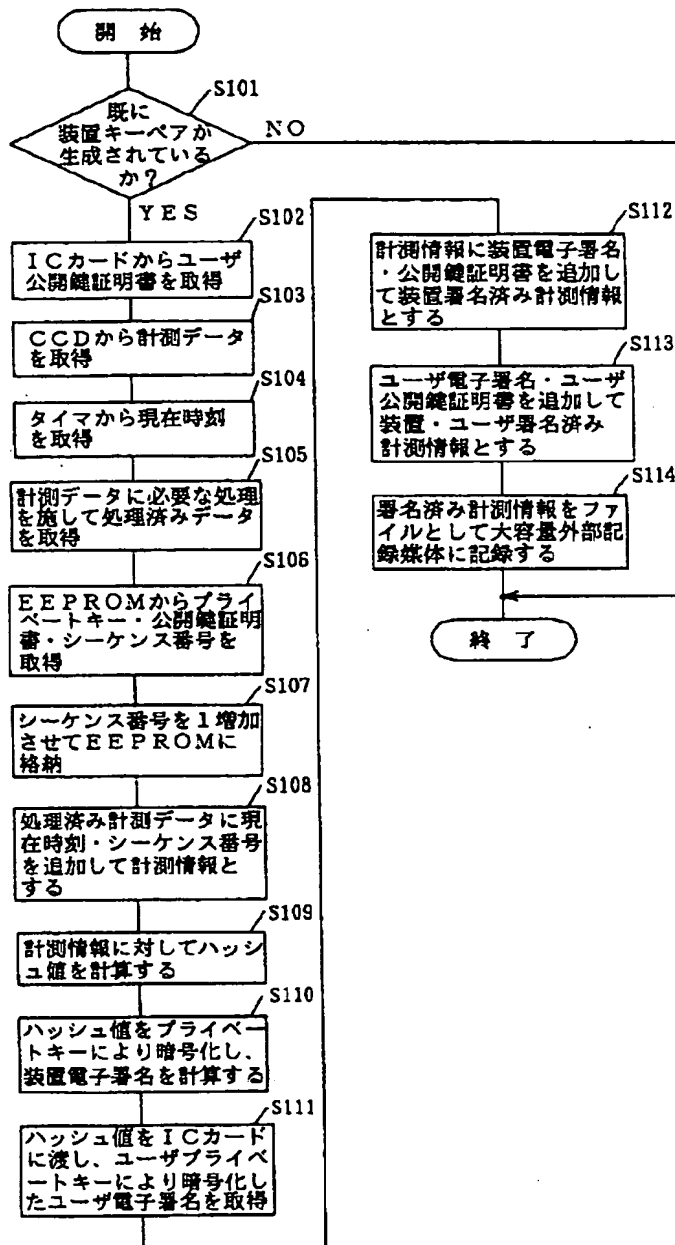 開 始
S101
既に
装置キーペアが
生成されている
か?
NO
YES
S102
ICカードからユーザ
公開鍵証明書を取得
S103
CCDから計測データ
を取得
S104
タイマから現在時刻
を取得
S105
計測データに必要な処理
を施して処理済みデータ
を取得
S106
EEPROMからプライ
ベートキー・公開鍵証明
書・シーケンス番号を
取得
S107
シーケンス番号を1増加
させてEEPROMに
格納
S108
処理済み計測データに現
在時刻・シーケンス番号
を追加して計測情報と
する
S109
計測情報に対してハッシ
ュ値を計算する
S110
ハッシュ値をプライベー
トキーにより暗号化し、
装置電子署名を計算する
S111
ハッシュ値をICカード
に渡し、ユーザプライベ
ートキーにより暗号化し
たユーザ電子署名を取得
S112
計測情報に装置電子署名
・公開鍵証明書を追加し
て装置署名済み計測情報
とする
S113
ユーザ電子署名・ユーザ
公開鍵証明書を追加して
装置・ユーザ署名済み
計測情報とする
S114
署名済み計測情報をファ
イルとして大容量外部記
録媒体に記録する
終 了